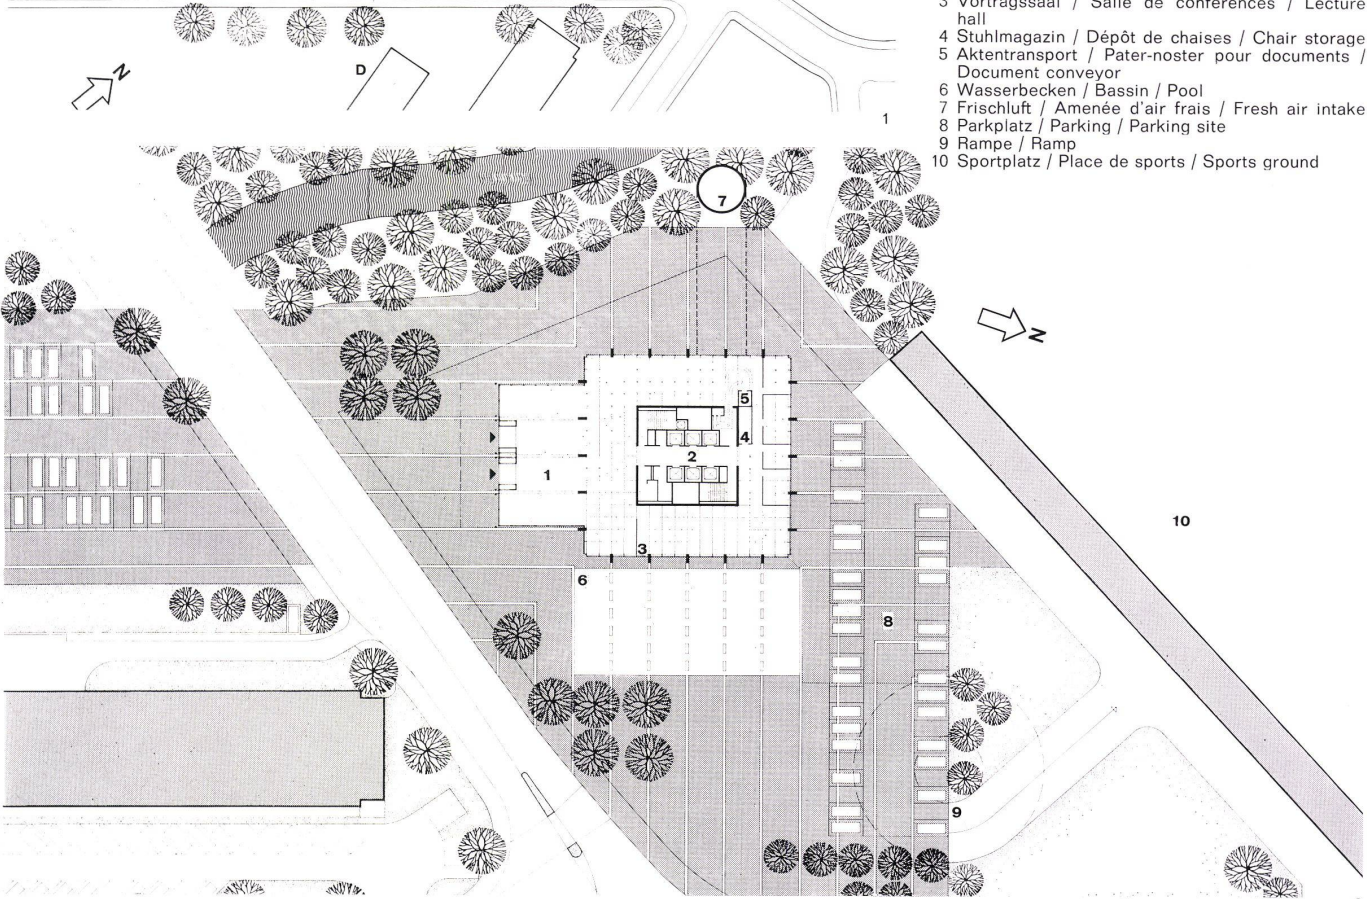 3 Vortragssaal / Salle de conférences / Lecture
hall
4 Stuhlmagazin / Dépôt de chaises / Chair storage
5 Aktentransport / Pater-noster pour documents /
Document conveyor
6 Wasserbecken / Bassin / Pool
7 Frischluft / Amenée d'air frais / Fresh air intake
8 Parkplatz / Parking / Parking site
9 Rampe / Ramp
10 Sportplatz / Place de sports / Sports ground
N
D
1
7
N
5
4
2
1
10
3
6
8
9